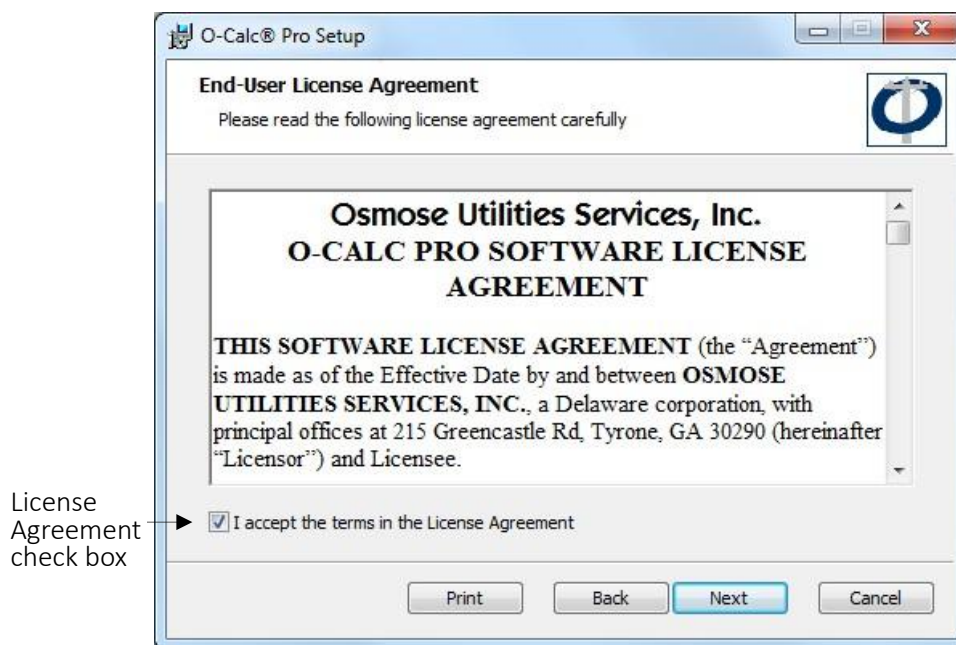 O-Calc® Pro Setup
End-User License Agreement
Please read the following license agreement carefully
Osmose Utilities Services, Inc.
O-CALC PRO SOFTWARE LICENSE
AGREEMENT
THIS SOFTWARE LICENSE AGREEMENT (the “Agreement”)
is made as of the Effective Date by and between OSMOSE
UTILITIES SERVICES, INC., a Delaware corporation, with
principal offices at 215 Greencastle Rd, Tyrone, GA 30290 (hereinafter
“Licensor”) and Licensee.
License
Agreement
check box
I accept the terms in the License Agreement
Print Back Next Cancel